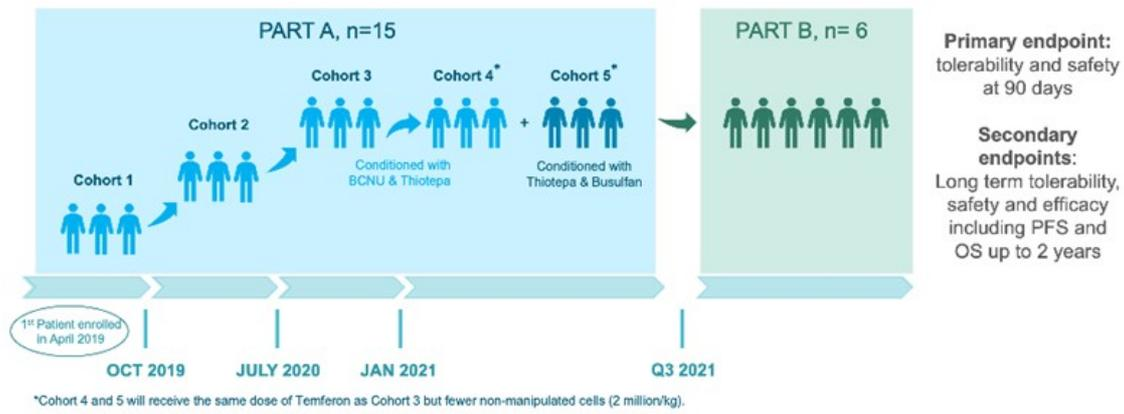 PART A, n=15
Cohort 1
Cohort 2
Cohort 3
Cohort 4*
Cohort 5*
+
Conditioned with
BCNU & Thiotepa
Conditioned with
Thiotepa & Busulfan
PART B, n= 6
Primary endpoint:
tolerability and safety
at 90 days
Secondary
endpoints:
Long term tolerability,
safety and efficacy
including PFS and
OS up to 2 years
1st Patient enrolled
in April 2019
OCT 2019
JULY 2020
JAN 2021
Q3 2021
*Cohort 4 and 5 will receive the same dose of Temferon as Cohort 3 but fewer non-manipulated cells (2 million/kg).